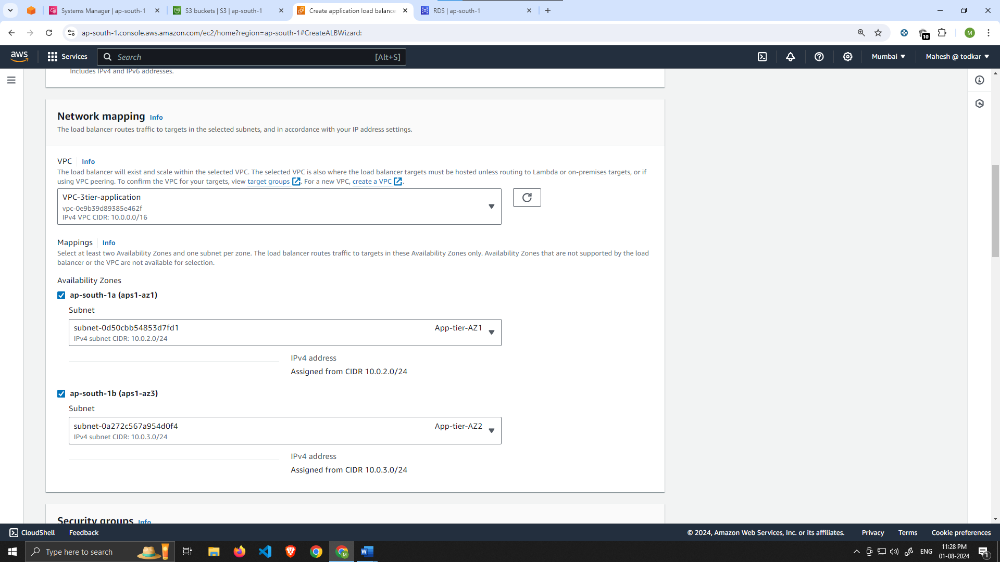 Systems Manager | ap-south-1
S3 buckets | S3 | ap-south-1
Create application load balance
RDS | ap-south-1
ap-south-1.console.aws.amazon.com/ec2/home?region=ap-south-1#CreateALBWizard:
10
M
aws
Services
Search
[Alt+S]
Mumbai
Mahesh @ todkar
Includes IPv4 and IPv6 addresses.
Network mapping Info
The load balancer routes traffic to targets in the selected subnets, and in accordance with your IP address settings.
VPC Info
The load balancer will exist and scale within the selected VPC. The selected VPC is also where the load balancer targets must be hosted unless routing to Lambda or on-premises targets, or if
using VPC peering. To confirm the VPC for your targets, view target groups . For a new VPC, create a VPC .
VPC-3tier-application
vpc-0e9b39d89385e462f
IPv4 VPC CIDR: 10.0.0.0/16
Mappings Info
Select at least two Availability Zones and one subnet per zone. The load balancer routes traffic to targets in these Availability Zones only. Availability Zones that are not supported by the load
balancer or the VPC are not available for selection.
Availability Zones
ap-south-1a (aps1-az1)
Subnet
subnet-0d50cbb54853d7fd1 App-tier-AZ1
IPv4 subnet CIDR: 10.0.2.0/24
IPv4 address
Assigned from CIDR 10.0.2.0/24
ap-south-1b (aps1-az3)
Subnet
subnet-0a272c567a954d0f4 App-tier-AZ2
IPv4 subnet CIDR: 10.0.3.0/24
IPv4 address
Assigned from CIDR 10.0.3.0/24
Security groups Info
CloudShell
Feedback
© 2024, Amazon Web Services, Inc. or its affiliates.
Privacy
Terms
Cookie preferences
Type here to search
M
W
ENG
11:28 PM
01-08-2024
1